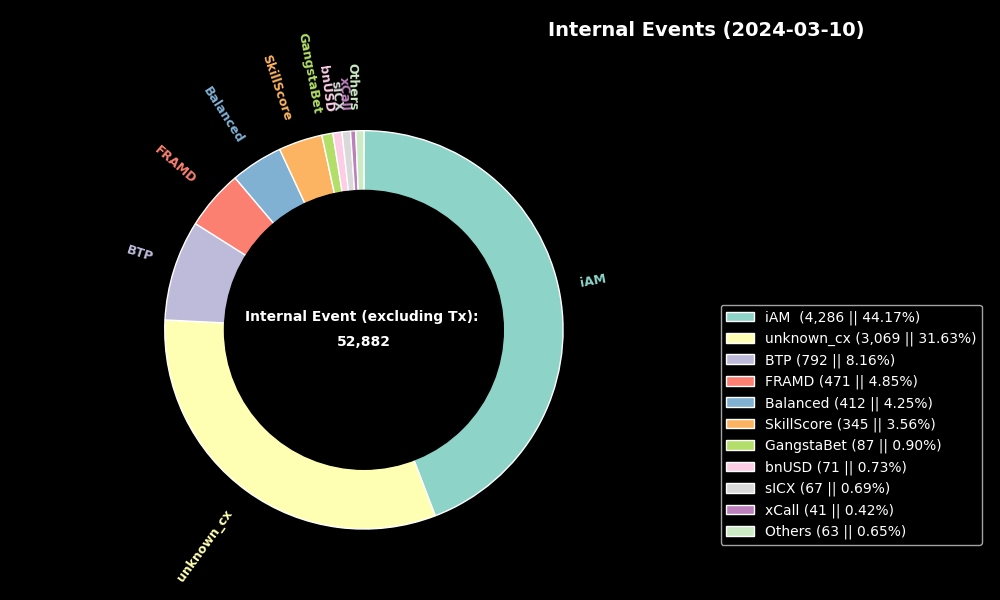 Internal Events (2024-03-10)
Others
xCall
sICX
bnUSD
GangstaBet
SkillScore
Balanced
FRAMD
BTP
iAM
unknown_cx
Internal Event (excluding Tx):
52,882
iAM  (4,286 || 44.17%)
unknown_cx (3,069 || 31.63%)
BTP (792 || 8.16%)
FRAMD (471 || 4.85%)
Balanced (412 || 4.25%)
SkillScore (345 || 3.56%)
GangstaBet (87 || 0.90%)
bnUSD (71 || 0.73%)
sICX (67 || 0.69%)
xCall (41 || 0.42%)
Others (63 || 0.65%)